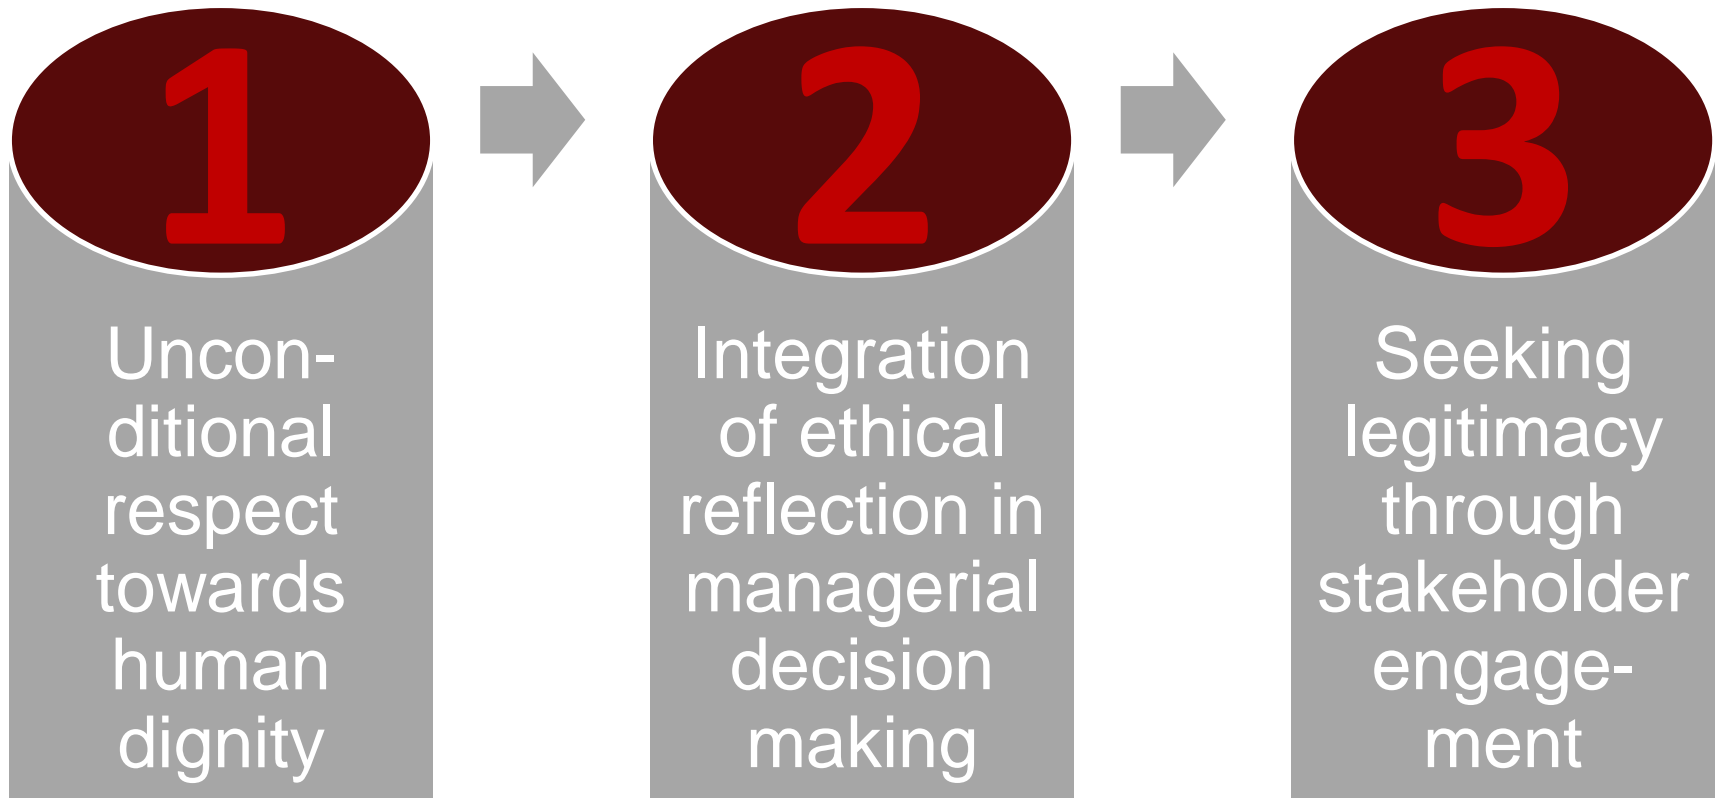 1
Uncon-
ditional
respect
towards
human
dignity
2
Integration
of ethical
reflection in
managerial
decision
making
3
Seeking
legitimacy
through
stakeholder
engage-
ment